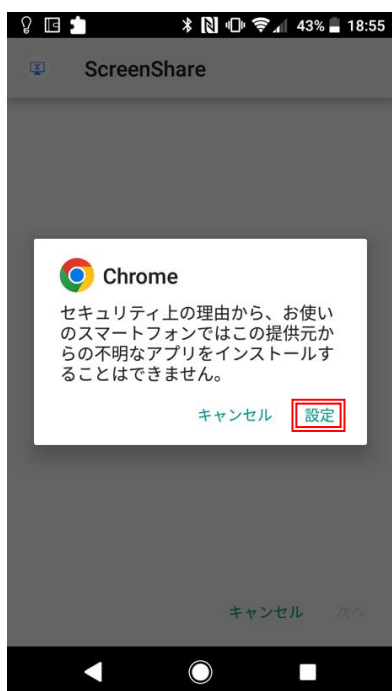 43% 18:55
ScreenShare
Chrome
セキュリティ上の理由から、お使い
のスマートフォンではこの提供元か
らの不明なアプリをインストールす
ることはできません。
キャンセル 設定
キャンセル 次へ